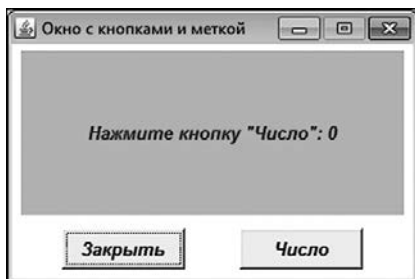 Окно с кнопками и меткой
Нажмите кнопку "Число": 0
Закрыть
Число